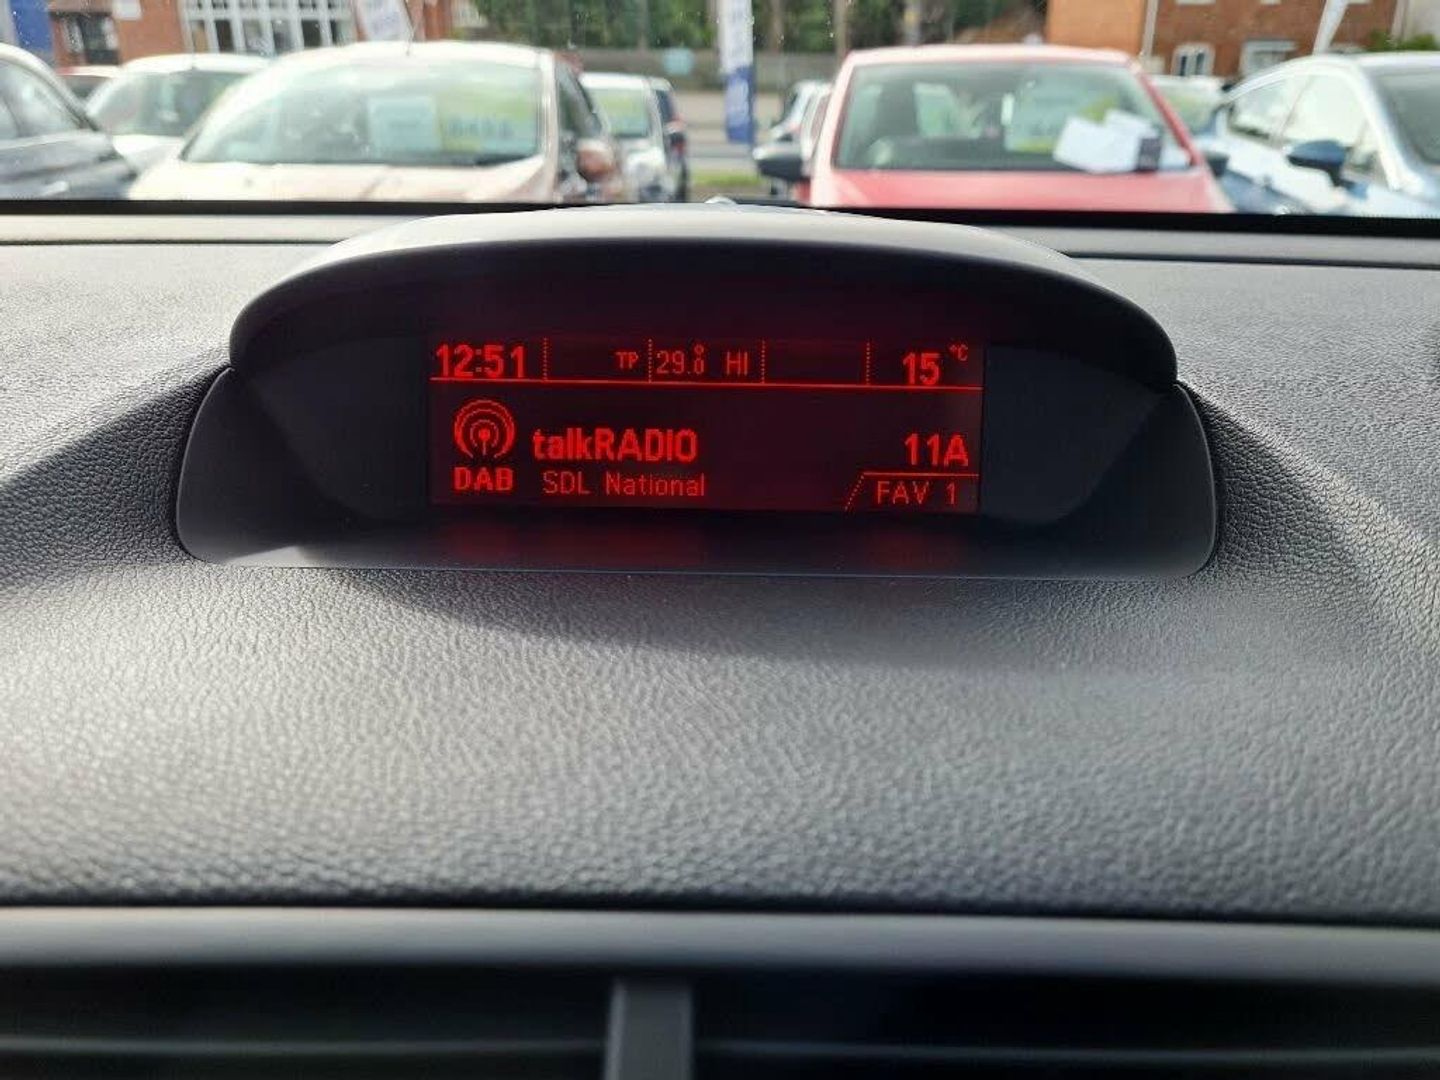 12:51 TP 29.0° HI 15 °C
talkRADIO 11A
DAB SDL National FAV 1